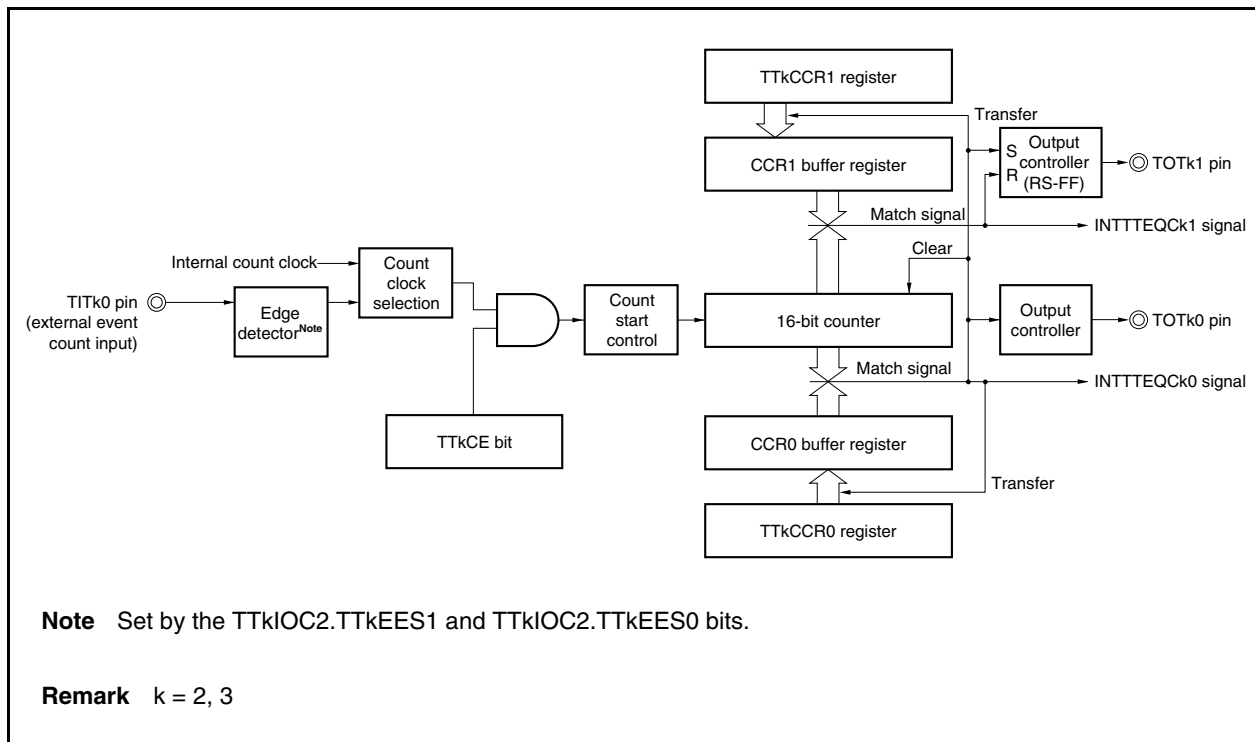 TTkCCR1 register
Transfer
CCR1 buffer register
S
R
Output
controller
(RS-FF)
TOTk1 pin
Match signal
INTTTEQCk1 signal
Internal count clock
Count
clock
selection
Clear
TITk0 pin
(external event
count input)
Edge
detectorNote
Count
start
control
16-bit counter
Output
controller
TOTk0 pin
Match signal
INTTTEQCk0 signal
TTkCE bit
CCR0 buffer register
Transfer
TTkCCR0 register
Note Set by the TTkIOC2.TTkEES1 and TTkIOC2.TTkEES0 bits.
Remark k = 2, 3